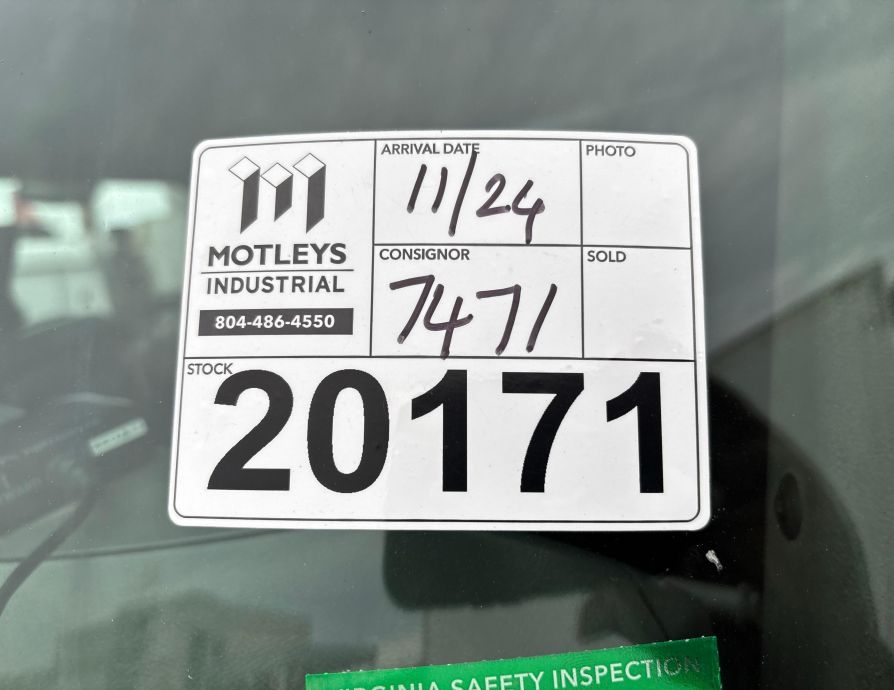 MOTLEYS
INDUSTRIAL
804-486-4550
ARRIVAL DATE
11/24
PHOTO
CONSIGNOR
7471
SOLD
STOCK
20171
VIRGINIA SAFETY INSPECTION